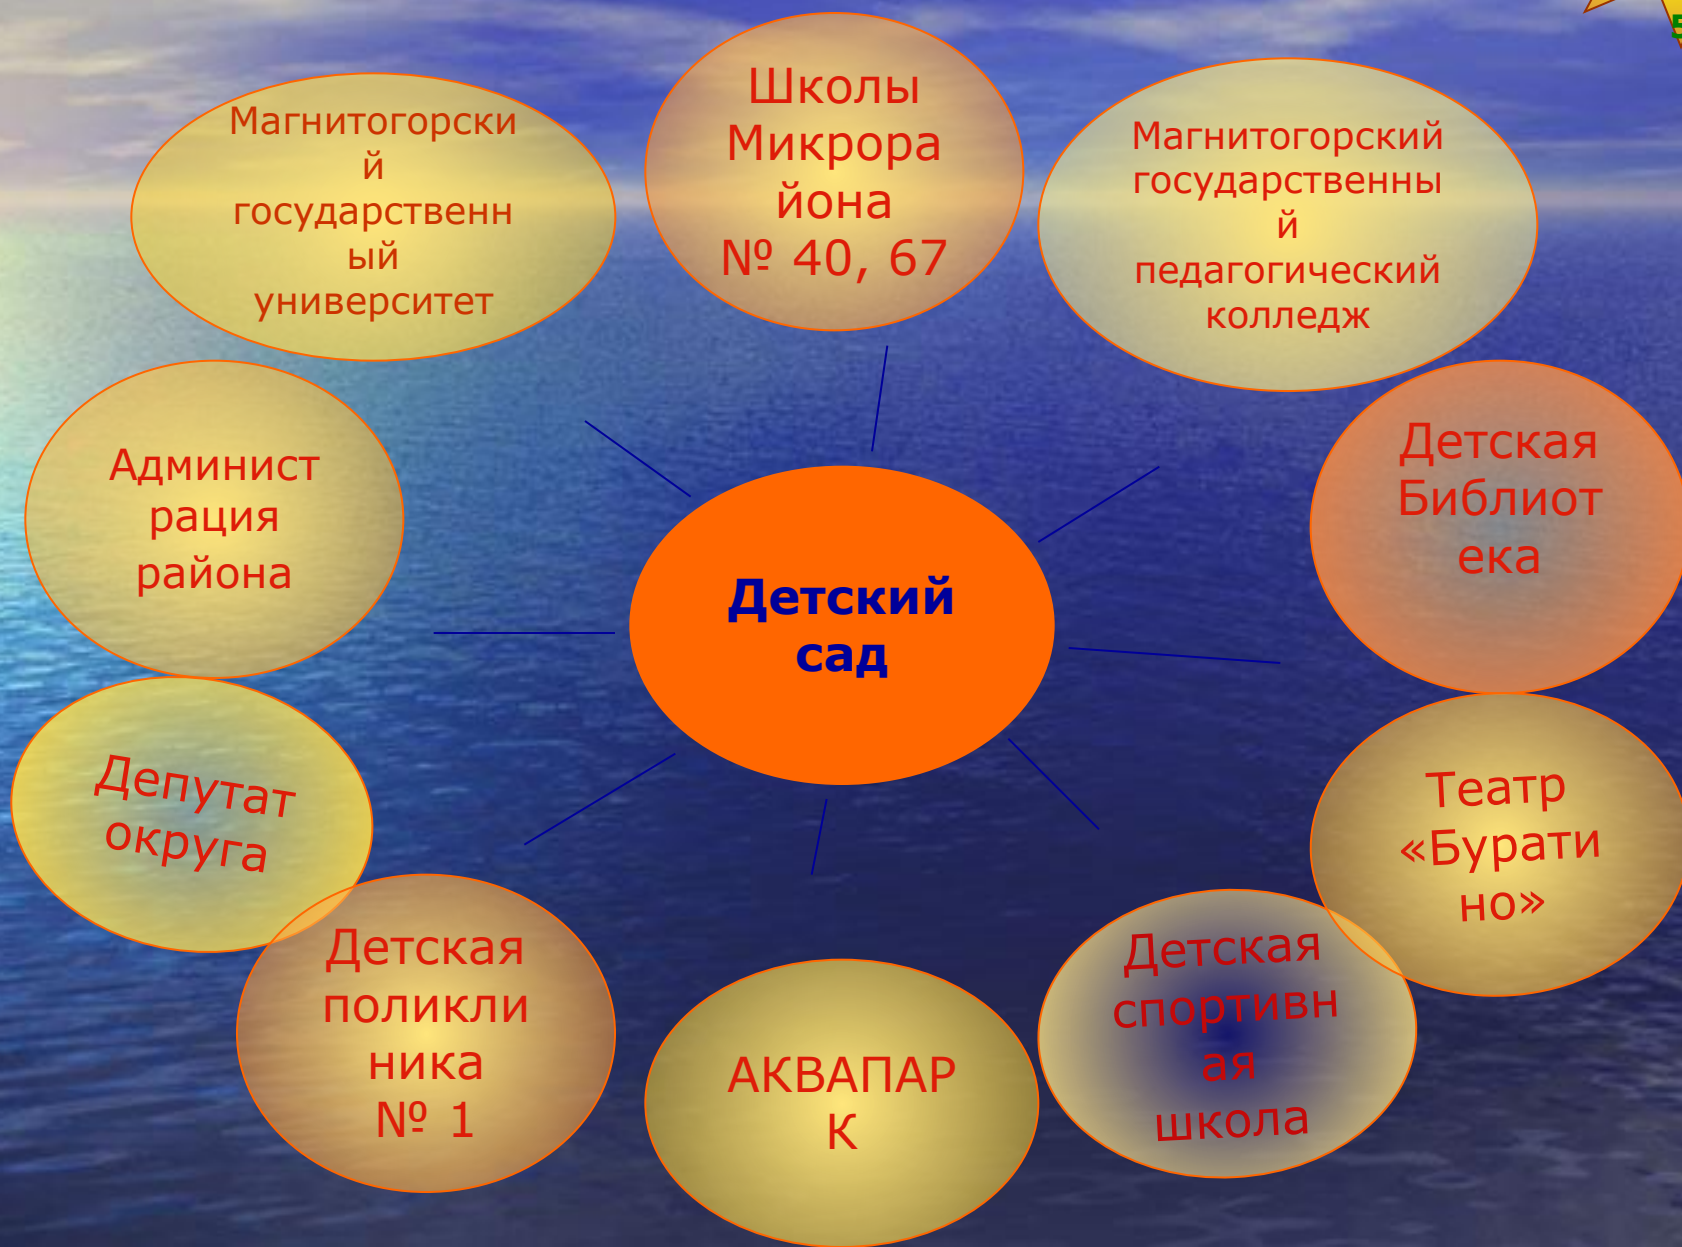 Школы
Микрора
йона
№ 40, 67
Магнитогорски
й
государственн
ый
университет
Магнитогорский
государственны
й
педагогический
колледж
Админист
рация
района
Детская
Библиот
ека
Детский
сад
Депутат
округа
Театр
«Бурати
но»
Детская
поликли
ника
№ 1
АКВАПАР
К
Детская
спортивн
ая
школа